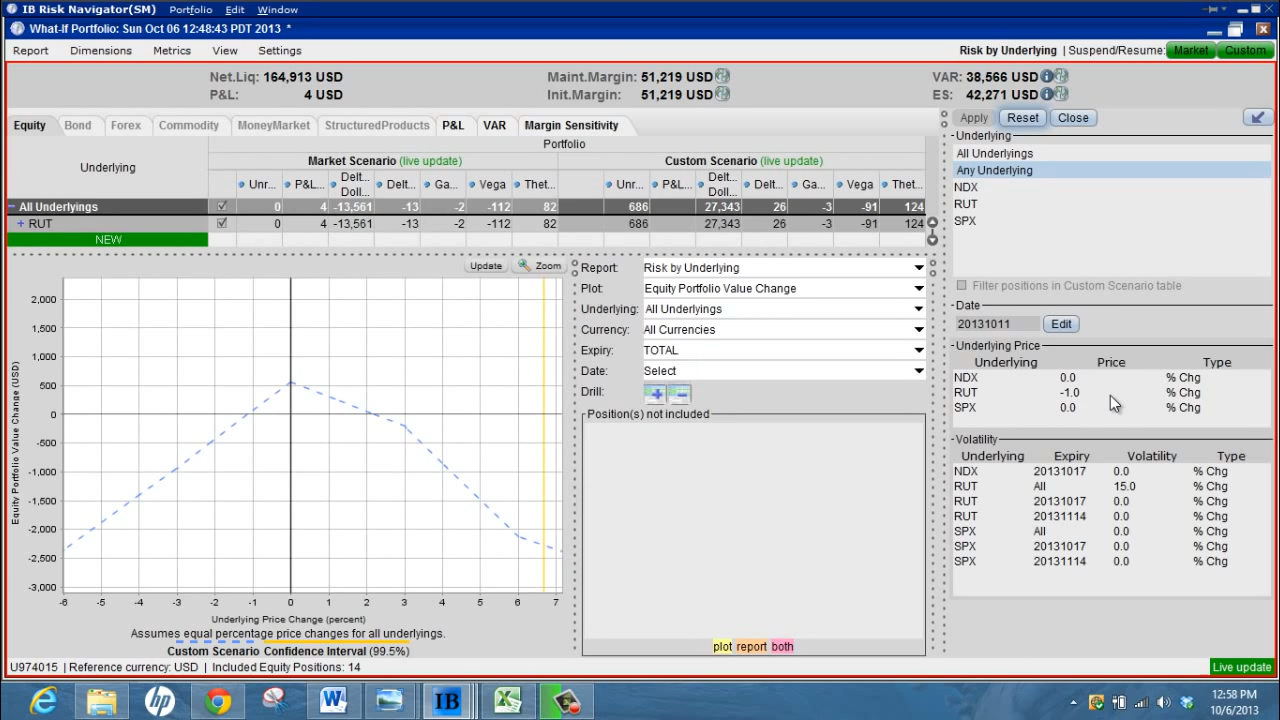 IB Risk Navigator(SM) Portfolio Edit Window
What-If Portfolio: Sun Oct 06 12:48:43 PDT 2013 *
Report Dimensions Metrics View Settings Risk by Underlying | Suspend/Resume: Market Custom
Net.Liq: 164,913 USD Maint.Margin: 51,219 USD VAR: 38,566 USD
P&L: 4 USD Init.Margin: 51,219 USD ES: 42,271 USD
Equity Bond Forex Commodity MoneyMarket StructuredProducts P&L VAR Margin Sensitivity
Portfolio
Underlying
Market Scenario (live update) Custom Scenario (live update)
Unr... P&L... Delt... Doll... Delt... Ga... Vega Thet... Unr... P&L... Delt... Doll... Delt... Ga... Vega Thet...
All Underlyings 0 4 -13,561 -13 -2 -112 82 686 27,343 26 -3 -91 124
+ RUT 0 4 -13,561 -13 -2 -112 82 686 27,343 26 -3 -91 124
NEW
Update Zoom
Equity Portfolio Value Change (USD)
2,000
1,500
1,000
500
0
-500
-1,000
-1,500
-2,000
-2,500
-3,000
-6 -5 -4 -3 -2 -1 0 1 2 3 4 5 6 7
Underlying Price Change (percent)
Assumes equal percentage price changes for all underlyings.
Custom Scenario Confidence Interval (99.5%)
Report: Risk by Underlying
Plot: Equity Portfolio Value Change
Underlying: All Underlyings
Currency: All Currencies
Expiry: TOTAL
Date: Select
Drill:
Position(s) not included
plot report both
Apply Reset Close
Underlying
All Underlyings
Any Underlying
NDX
RUT
SPX
Filter positions in Custom Scenario table
Date
20131011 Edit
Underlying Price
Underlying Price Type
NDX 0.0 % Chg
RUT -1.0 % Chg
SPX 0.0 % Chg
Volatility
Underlying Expiry Volatility Type
NDX 20131017 0.0 % Chg
RUT All 15.0 % Chg
RUT 20131017 0.0 % Chg
RUT 20131114 0.0 % Chg
SPX All 0.0 % Chg
SPX 20131017 0.0 % Chg
SPX 20131114 0.0 % Chg
U974015 | Reference currency: USD | Included Equity Positions: 14 Live update
hp W IB X
12:58 PM
10/6/2013